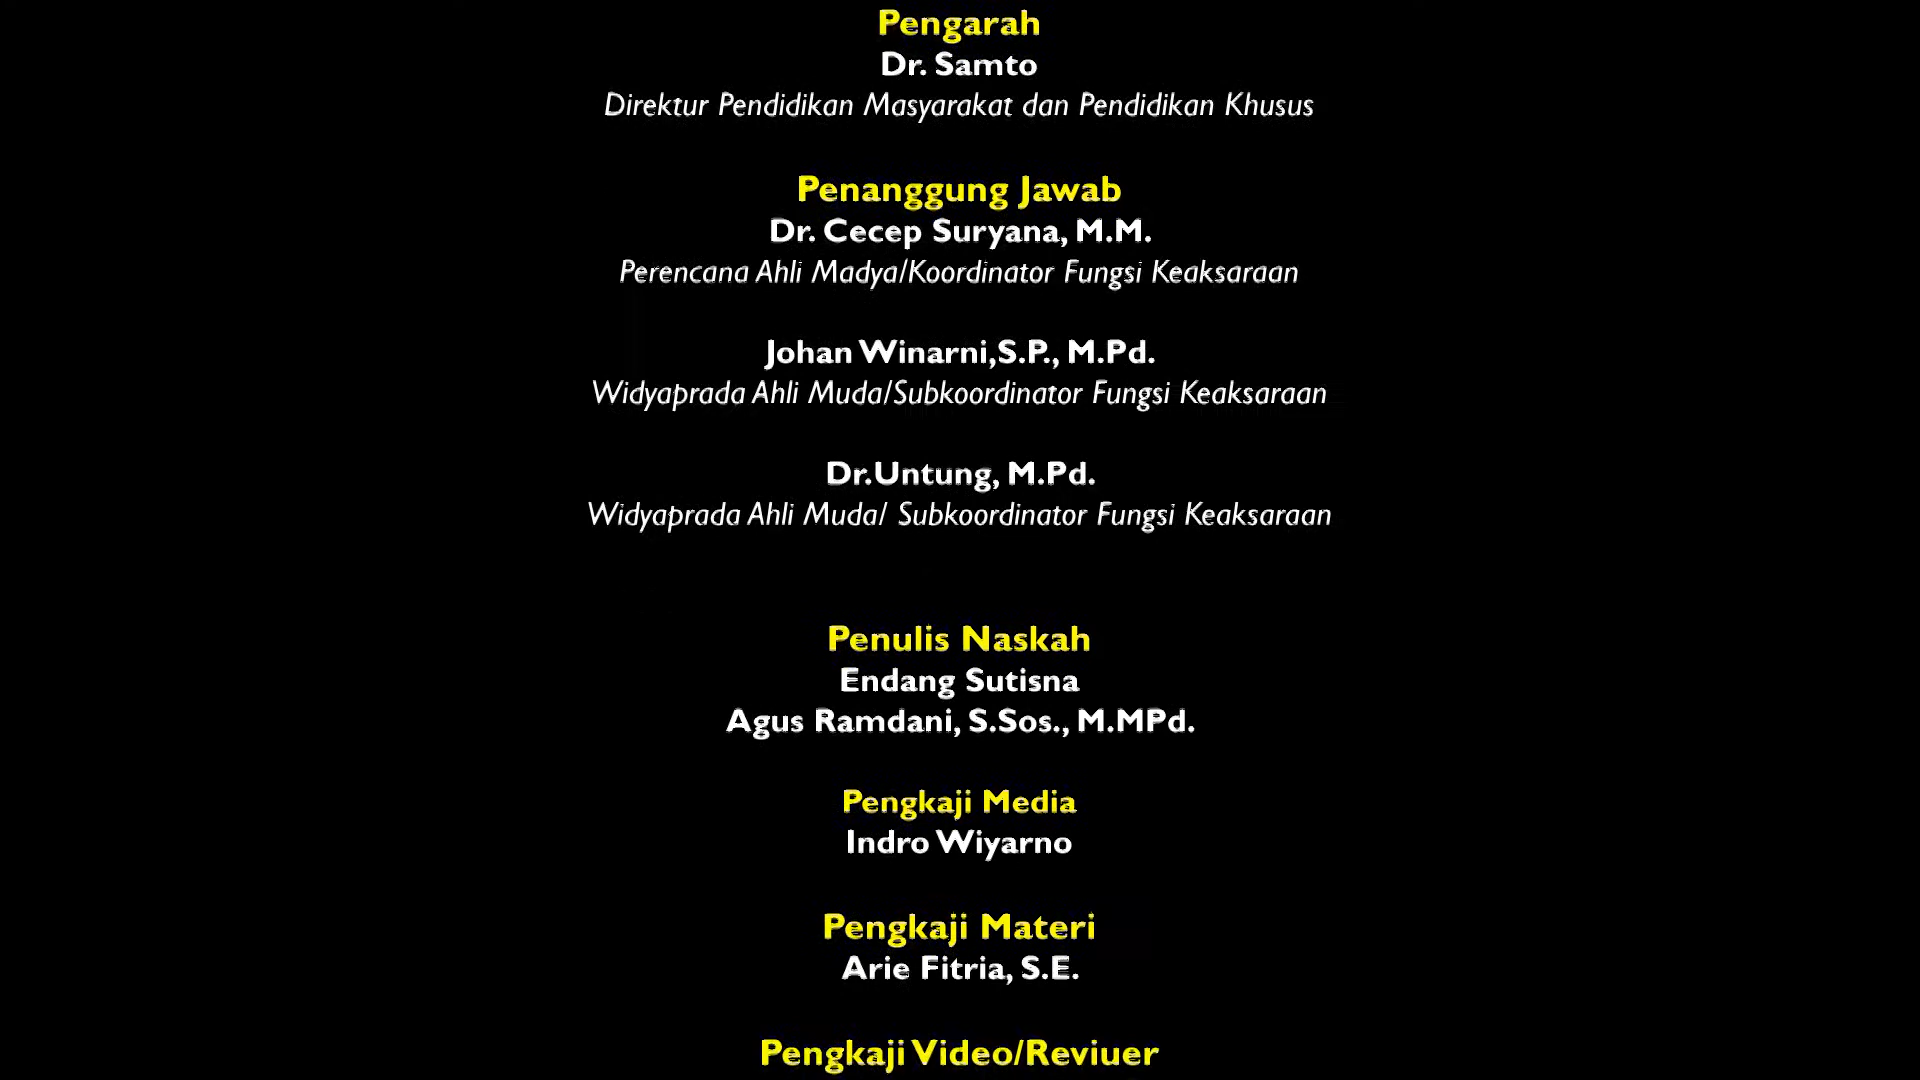 Pengarah
Dr. Samto
Direktur Pendidikan Masyarakat dan Pendidikan Khusus
Penanggung Jawab
Dr. Cecep Suryana, M.M.
Perencana Ahli Madya/Koordinator Fungsi Keaksaraan
Johan Winarni,S.P., M.Pd.
Widyaprada Ahli Muda/Subkoordinator Fungsi Keaksaraan
Dr.Untung, M.Pd.
Widyaprada Ahli Muda/ Subkoordinator Fungsi Keaksaraan
Penulis Naskah
Endang Sutisna
Agus Ramdani, S.Sos., M.MPd.
Pengkaji Media
Indro Wiyarno
Pengkaji Materi
Arie Fitria, S.E.
Pengkaji Video/Reviuer